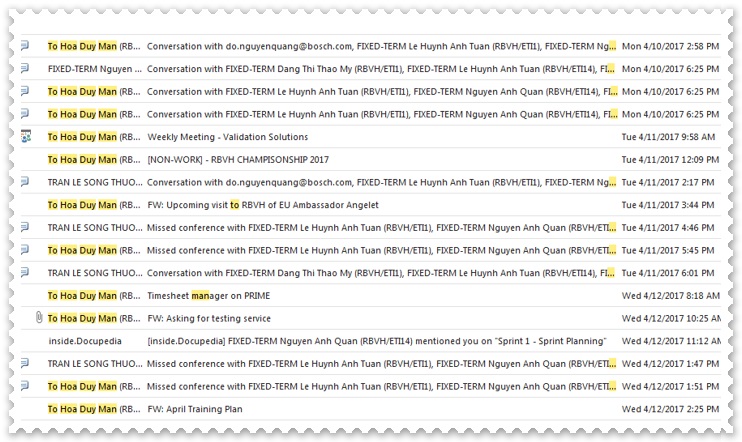 To Hoa Duy Man (RB... Conversation with do.nguyenquang@bosch.com, FIXED-TERM Le Huynh Anh Tuan (RBVH/ETI1), FIXED-TERM Ng... Mon 4/10/2017 2:58 PM
FIXED-TERM Nguyen ... Conversation with FIXED-TERM Dang Thi Thao My (RBVH/ETI1), FIXED-TERM Le Huynh Anh Tuan (RBVH/ETI14), FI... Mon 4/10/2017 6:25 PM
To Hoa Duy Man (RB... Missed conference with FIXED-TERM Le Huynh Anh Tuan (RBVH/ETI1), FIXED-TERM Nguyen Anh Quan (RBVH/ETI14), FI... Mon 4/10/2017 6:25 PM
To Hoa Duy Man (RB... Missed conference with FIXED-TERM Le Huynh Anh Tuan (RBVH/ETI1), FIXED-TERM Nguyen Anh Quan (RBVH/ETI14), FI... Mon 4/10/2017 6:25 PM
To Hoa Duy Man (RB... Weekly Meeting - Validation Solutions Tue 4/11/2017 9:58 AM
To Hoa Duy Man (RB... [NON-WORK] - RBVH CHAMPISONSHIP 2017 Tue 4/11/2017 12:09 PM
TRAN LE SONG THUO... Conversation with do.nguyenquang@bosch.com, FIXED-TERM Le Huynh Anh Tuan (RBVH/ETI1), FIXED-TERM Ng... Tue 4/11/2017 2:17 PM
To Hoa Duy Man (RB... FW: Upcoming visit to RBVH of EU Ambassador Angelet Tue 4/11/2017 3:44 PM
To Hoa Duy Man (RB... Missed conference with FIXED-TERM Le Huynh Anh Tuan (RBVH/ETI1), FIXED-TERM Nguyen Anh Quan (RBVH/ETI... Tue 4/11/2017 4:46 PM
To Hoa Duy Man (RB... Missed conference with FIXED-TERM Le Huynh Anh Tuan (RBVH/ETI1), FIXED-TERM Nguyen Anh Quan (RBVH/ETI... Tue 4/11/2017 5:45 PM
TRAN LE SONG THUO... Conversation with FIXED-TERM Dang Thi Thao My (RBVH/ETI1), FIXED-TERM Le Huynh Anh Tuan (RBVH/ETI1), FI... Tue 4/11/2017 6:01 PM
To Hoa Duy Man (RB... Timesheet manager on PRIME Wed 4/12/2017 8:18 AM
To Hoa Duy Man (RB... FW: Asking for testing service Wed 4/12/2017 10:25 AM
inside.Docupedia [inside.Docupedia] FIXED-TERM Nguyen Anh Quan (RBVH/ETI14) mentioned you on "Sprint 1 - Sprint Planning" Wed 4/12/2017 11:12 AM
TRAN LE SONG THUO... Missed conference with FIXED-TERM Le Huynh Anh Tuan (RBVH/ETI1), FIXED-TERM Nguyen Anh Quan (RBVH/ETI... Wed 4/12/2017 1:47 PM
To Hoa Duy Man (RB... Missed conference with FIXED-TERM Le Huynh Anh Tuan (RBVH/ETI1), FIXED-TERM Nguyen Anh Quan (RBVH/ETI... Wed 4/12/2017 1:51 PM
To Hoa Duy Man (RB... FW: April Training Plan Wed 4/12/2017 2:25 PM